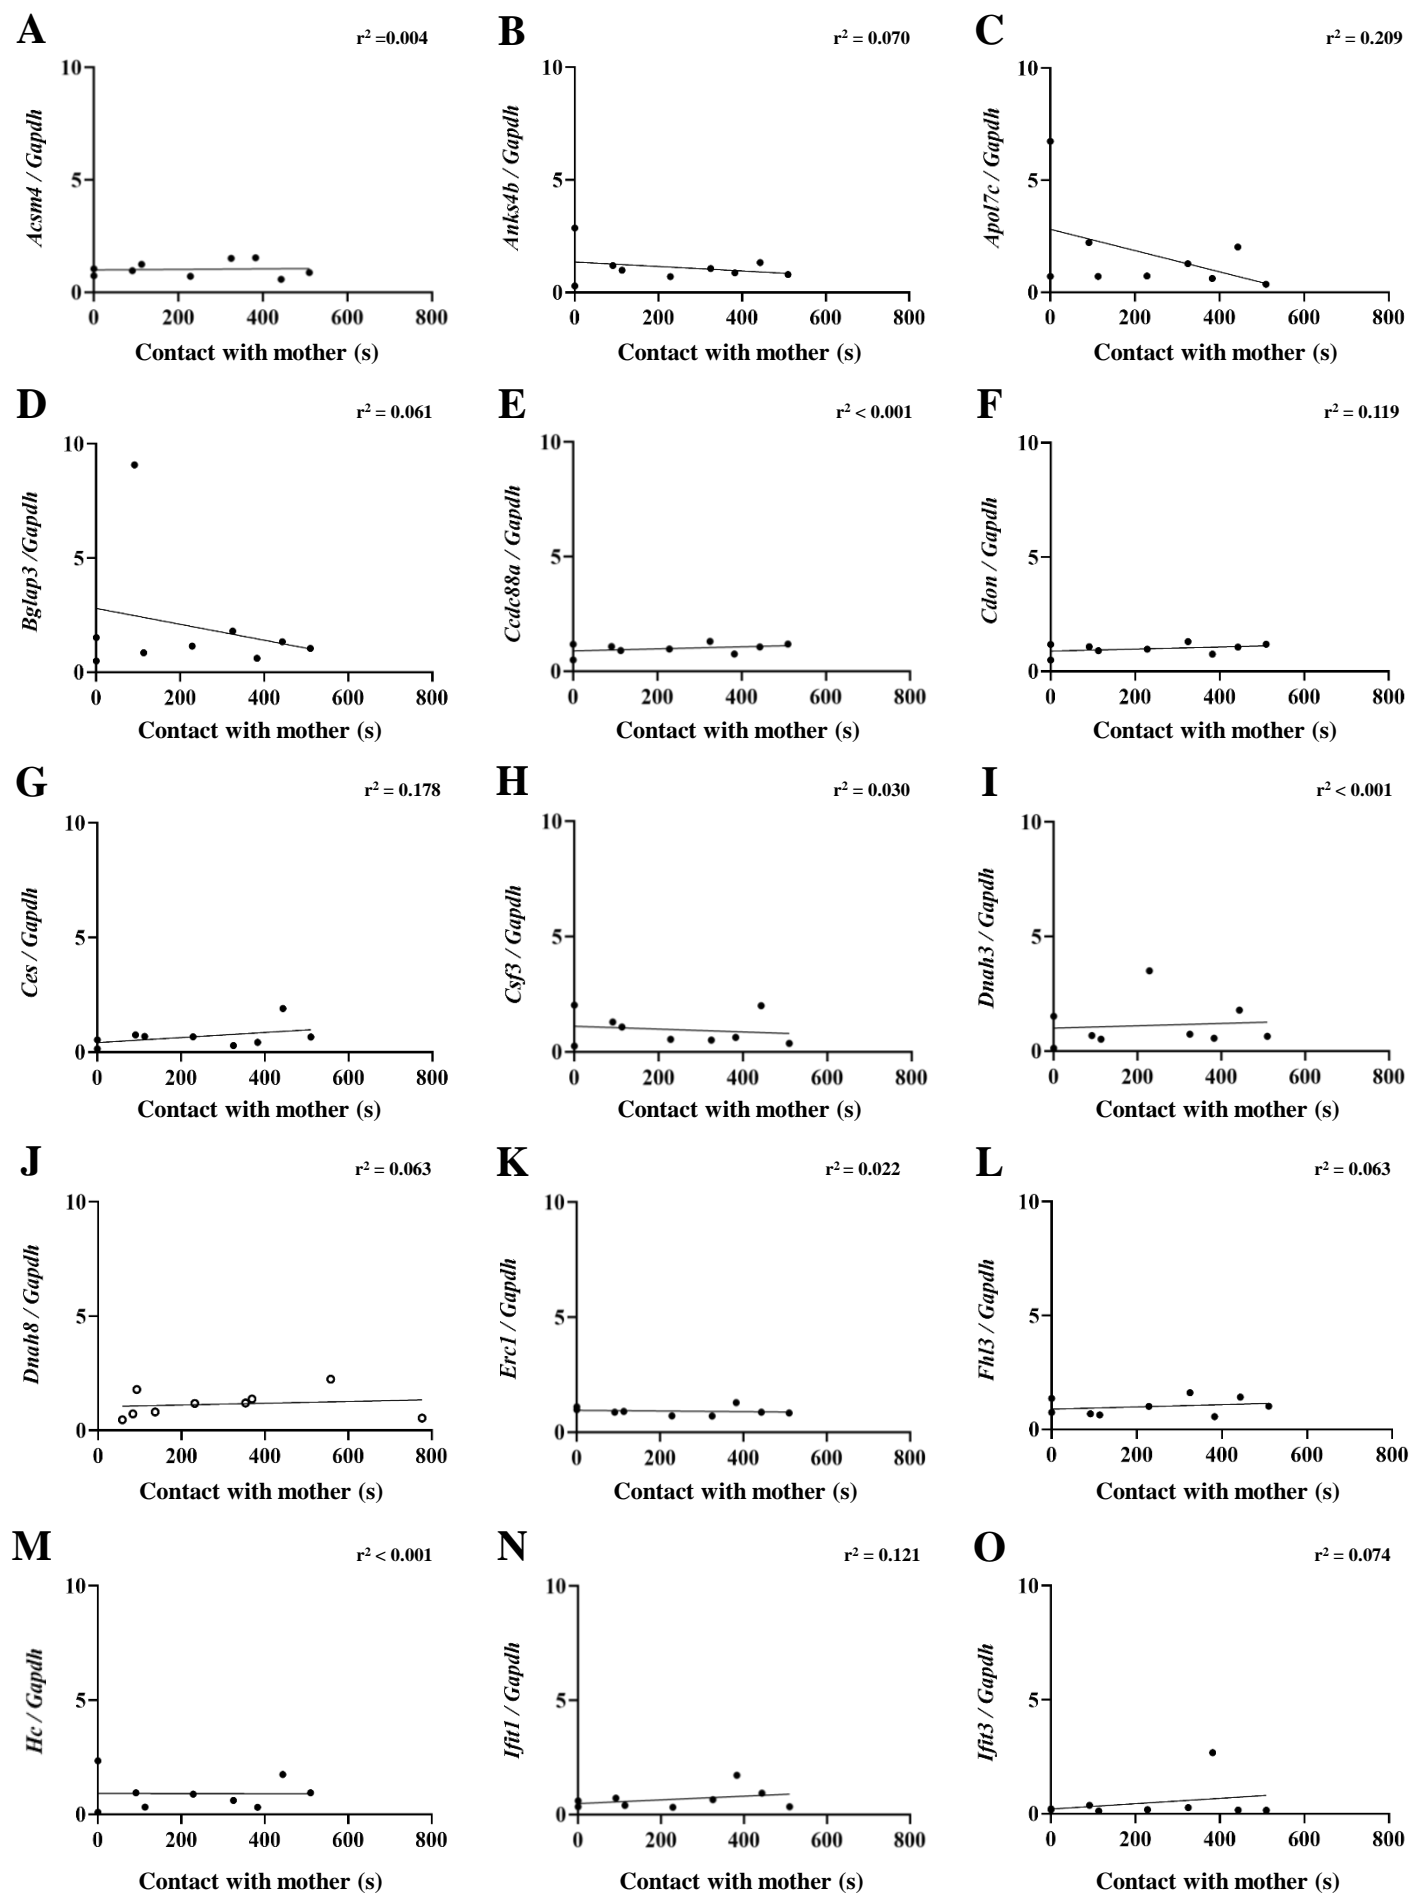 A
r² =0.004
B
r² = 0.070
C
r² = 0.209
10
5
0
Acsm4 / Gapdh
0 200 400 600 800
Contact with mother (s)
10
5
0
Anks4b / Gapdh
0 200 400 600 800
Contact with mother (s)
10
5
0
Apol7c / Gapdh
0 200 400 600 800
Contact with mother (s)
D
r² = 0.061
E
r² < 0.001
F
r² = 0.119
10
5
0
Bglap3 /Gapdh
0 200 400 600 800
Contact with mother (s)
10
5
0
Ccdc88a / Gapdh
0 200 400 600 800
Contact with mother (s)
10
5
0
Cdon / Gapdh
0 200 400 600 800
Contact with mother (s)
G
r² = 0.178
H
r² = 0.030
I
r² < 0.001
10
5
0
Ces / Gapdh
0 200 400 600 800
Contact with mother (s)
10
5
0
Csf3 / Gapdh
0 200 400 600 800
Contact with mother (s)
10
5
0
Dnah3 / Gapdh
0 200 400 600 800
Contact with mother (s)
J
r² = 0.063
K
r² = 0.022
L
r² = 0.063
10
5
0
Dnah8 / Gapdh
0 200 400 600 800
Contact with mother (s)
10
5
0
Erc1 / Gapdh
0 200 400 600 800
Contact with mother (s)
10
5
0
Fhl3 / Gapdh
0 200 400 600 800
Contact with mother (s)
M
r² < 0.001
N
r² = 0.121
O
r² = 0.074
10
5
0
Hc / Gapdh
0 200 400 600 800
Contact with mother (s)
10
5
0
Ifit1 / Gapdh
0 200 400 600 800
Contact with mother (s)
10
5
0
Ifit3 / Gapdh
0 200 400 600 800
Contact with mother (s)